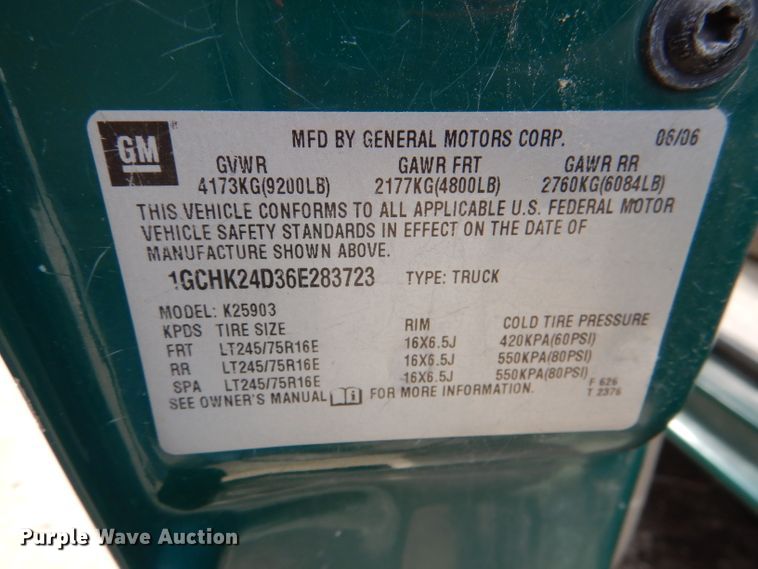 GM
MFD BY GENERAL MOTORS CORP. 06/06
GVWR GAWR FRT GAWR RR
4173KG(9200LB) 2177KG(4800LB) 2760KG(6084LB)
THIS VEHICLE CONFORMS TO ALL APPLICABLE U.S. FEDERAL MOTOR
VEHICLE SAFETY STANDARDS IN EFFECT ON THE DATE OF
MANUFACTURE SHOWN ABOVE.
1GCHK24D36E283723 TYPE: TRUCK
MODEL: K25903
KPDS TIRE SIZE RIM COLD TIRE PRESSURE
FRT LT245/75R16E 16X6.5J 420KPA(60PSI)
RR LT245/75R16E 16X6.5J 550KPA(80PSI)
SPA LT245/75R16E 16X6.5J 550KPA(80PSI)
SEE OWNER'S MANUAL FOR MORE INFORMATION.
F 626
T 2376
Purple Wave Auction